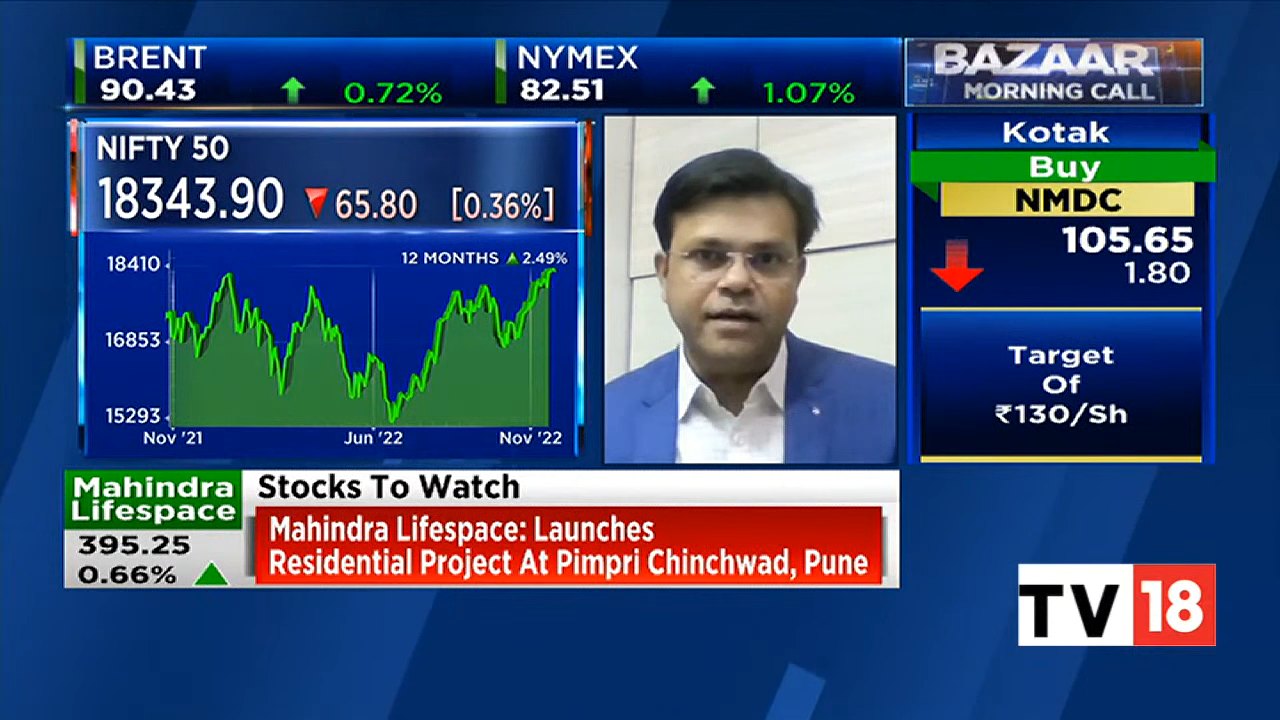 BRENT
90.43 0.72%
NYMEX
82.51 1.07%
BAZAAR
MORNING CALL
NIFTY 50
18343.90 65.80 [0.36%]
12 MONTHS 2.49%
18410
16853
15293
Nov '21 Jun '22 Nov '22
Kotak
Buy
NMDC
105.65
1.80
Target
Of
₹130/Sh
Mahindra
Lifespace
395.25
0.66%
Stocks To Watch
Mahindra Lifespace: Launches
Residential Project At Pimpri Chinchwad, Pune
TV18